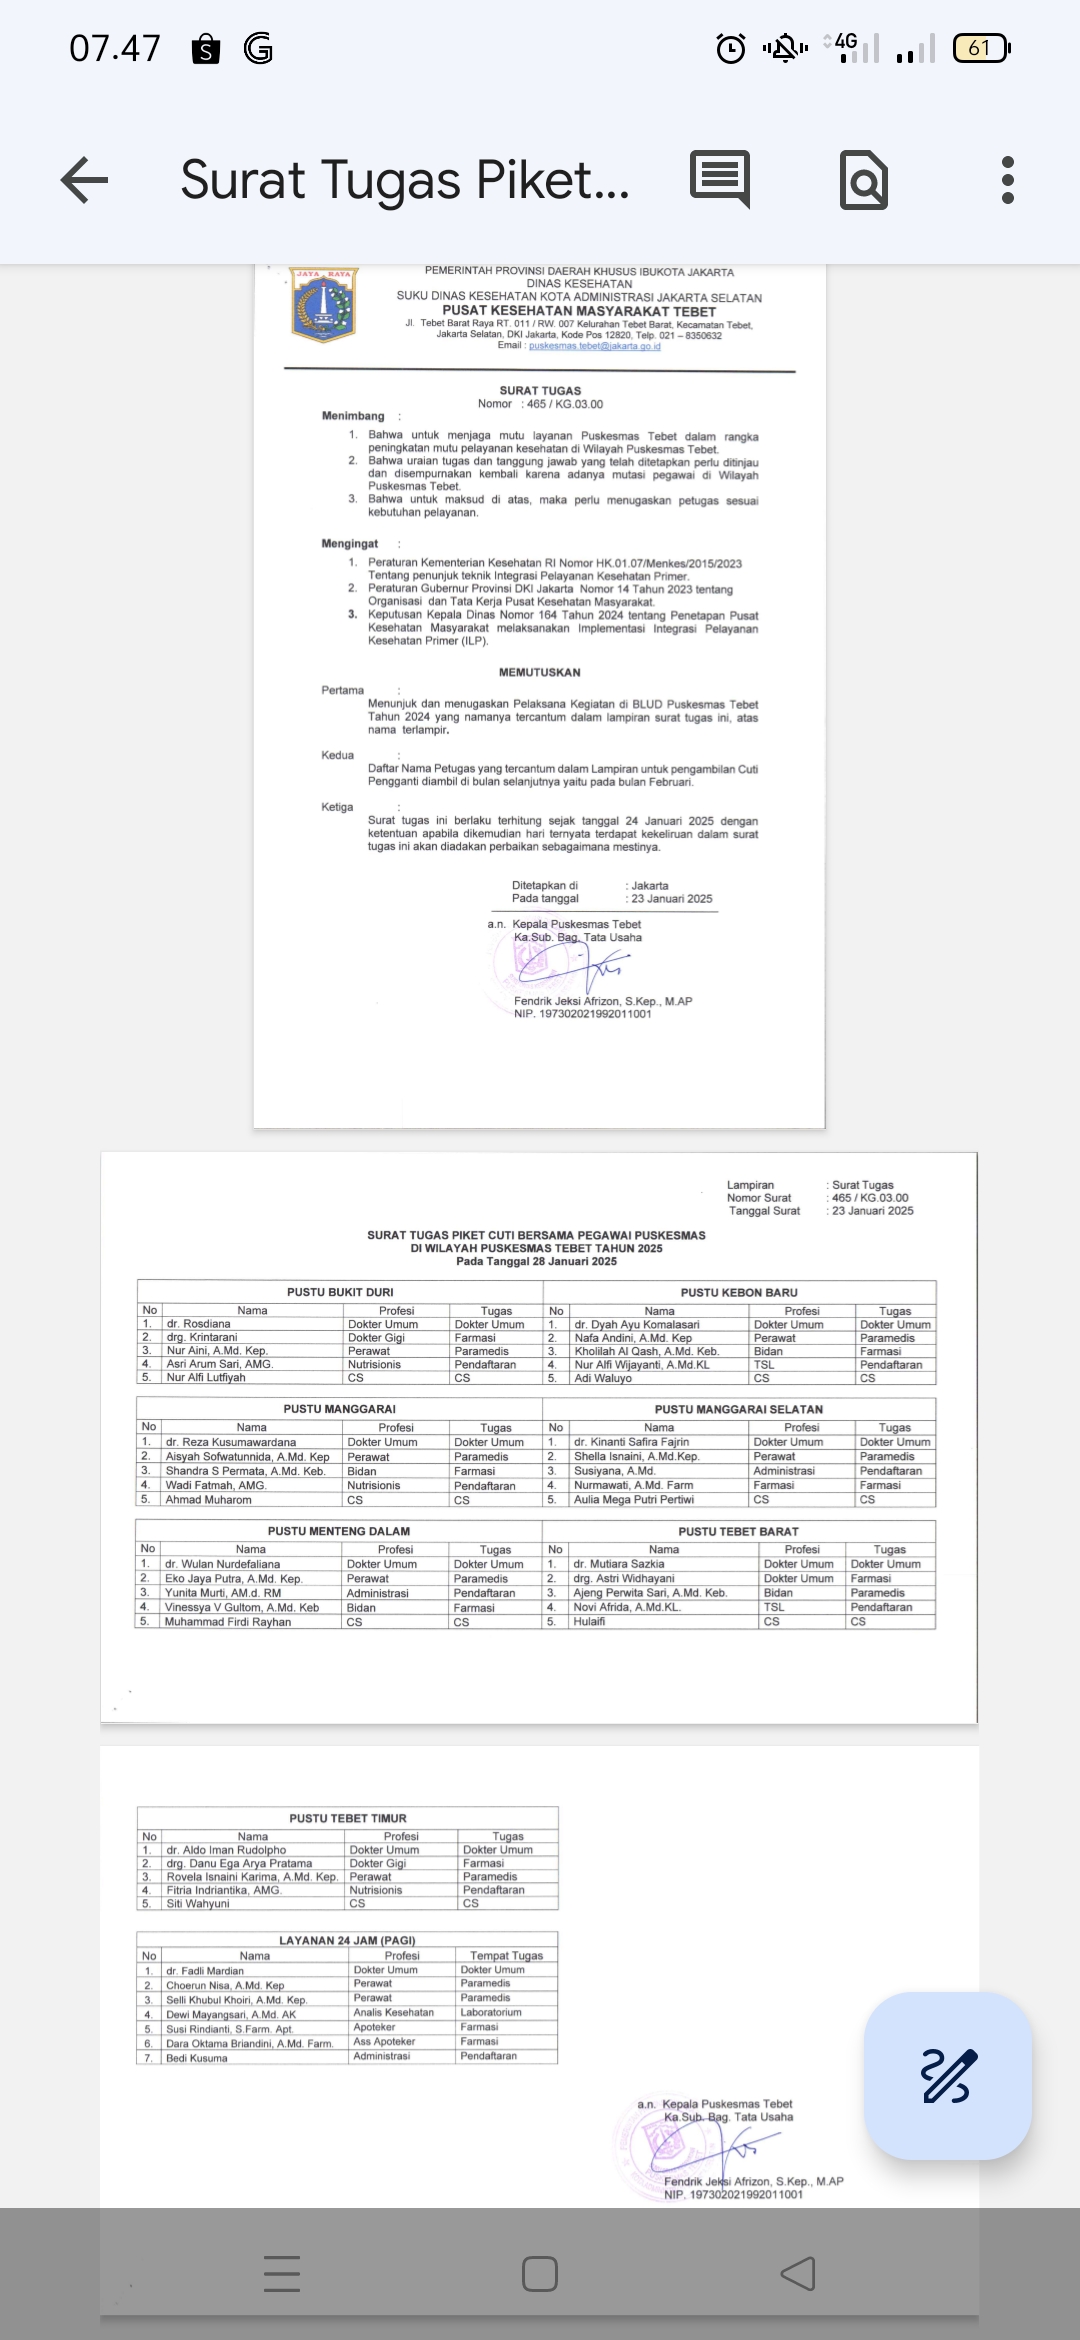 07.47
4G
61
Surat Tugas Piket...
JAYA RAYA
PEMERINTAH PROVINSI DAERAH KHUSUS IBUKOTA JAKARTA
DINAS KESEHATAN
SUKU DINAS KESEHATAN KOTA ADMINISTRASI JAKARTA SELATAN
PUSAT KESEHATAN MASYARAKAT TEBET
Jl. Tebet Barat Raya RT. 011 / RW. 007 Kelurahan Tebet Barat, Kecamatan Tebet,
Jakarta Selatan, DKI Jakarta, Kode Pos 12820, Telp. 021 – 8350632
Email : puskesmas.tebet@jakarta.go.id
SURAT TUGAS
Nomor : 465 / KG.03.00
Menimbang :
1. Bahwa untuk menjaga mutu layanan Puskesmas Tebet dalam rangka
peningkatan mutu pelayanan kesehatan di Wilayah Puskesmas Tebet.
2. Bahwa uraian tugas dan tanggung jawab yang telah ditetapkan perlu ditinjau
dan disempurnakan kembali karena adanya mutasi pegawai di Wilayah
Puskesmas Tebet.
3. Bahwa untuk maksud di atas, maka perlu menugaskan petugas sesuai
kebutuhan pelayanan.
Mengingat :
1. Peraturan Kementerian Kesehatan RI Nomor HK.01.07/Menkes/2015/2023
Tentang penunjuk teknik Integrasi Pelayanan Kesehatan Primer.
2. Peraturan Gubernur Provinsi DKI Jakarta Nomor 14 Tahun 2023 tentang
Organisasi dan Tata Kerja Pusat Kesehatan Masyarakat.
3. Keputusan Kepala Dinas Nomor 164 Tahun 2024 tentang Penetapan Pusat
Kesehatan Masyarakat melaksanakan Implementasi Integrasi Pelayanan
Kesehatan Primer (ILP).
MEMUTUSKAN
Pertama :
Menunjuk dan menugaskan Pelaksana Kegiatan di BLUD Puskesmas Tebet
Tahun 2024 yang namanya tercantum dalam lampiran surat tugas ini, atas
nama terlampir.
Kedua :
Daftar Nama Petugas yang tercantum dalam Lampiran untuk pengambilan Cuti
Pengganti diambil di bulan selanjutnya yaitu pada bulan Februari.
Ketiga :
Surat tugas ini berlaku terhitung sejak tanggal 24 Januari 2025 dengan
ketentuan apabila dikemudian hari ternyata terdapat kekeliruan dalam surat
tugas ini akan diadakan perbaikan sebagaimana mestinya.
Ditetapkan di : Jakarta
Pada tanggal : 23 Januari 2025
a.n. Kepala Puskesmas Tebet
Ka.Sub. Bag. Tata Usaha
Fendrik Jeksi Afrizon, S.Kep., M.AP
NIP. 197302021992011001
Lampiran : Surat Tugas
Nomor Surat : 465 / KG.03.00
Tanggal Surat : 23 Januari 2025
SURAT TUGAS PIKET CUTI BERSAMA PEGAWAI PUSKESMAS
DI WILAYAH PUSKESMAS TEBET TAHUN 2025
Pada Tanggal 28 Januari 2025
PUSTU BUKIT DURI PUSTU KEBON BARU
No Nama Profesi Tugas No Nama Profesi Tugas
1. dr. Rosdiana Dokter Umum Dokter Umum 1. dr. Dyah Ayu Komalasari Dokter Umum Dokter Umum
2. drg. Krintarani Dokter Gigi Farmasi 2. Nafa Andini, A.Md. Kep Perawat Paramedis
3. Nur Aini, A.Md. Kep. Perawat Paramedis 3. Kholilah Al Qash, A.Md. Keb. Bidan Farmasi
4. Asri Arum Sari, AMG. Nutrisionis Pendaftaran 4. Nur Alfi Wijayanti, A.Md.KL TSL Pendaftaran
5. Nur Alfi Lutfiyah CS CS 5. Adi Waluyo CS CS
PUSTU MANGGARAI PUSTU MANGGARAI SELATAN
No Nama Profesi Tugas No Nama Profesi Tugas
1. dr. Reza Kusumawardana Dokter Umum Dokter Umum 1. dr. Kinanti Safira Fajrin Dokter Umum Dokter Umum
2. Aisyah Sofwatunnida, A.Md. Kep Perawat Paramedis 2. Shella Isnaini, A.Md.Kep. Perawat Paramedis
3. Shandra S Permata, A.Md. Keb. Bidan Farmasi 3. Susiyana, A.Md. Administrasi Pendaftaran
4. Wadi Fatmah, AMG. Nutrisionis Pendaftaran 4. Nurmawati, A.Md. Farm Farmasi Farmasi
5. Ahmad Muharom CS CS 5. Aulia Mega Putri Pertiwi CS CS
PUSTU MENTENG DALAM PUSTU TEBET BARAT
No Nama Profesi Tugas No Nama Profesi Tugas
1. dr. Wulan Nurdefaliana Dokter Umum Dokter Umum 1. dr. Mutiara Sazkia Dokter Umum Dokter Umum
2. Eko Jaya Putra, A.Md. Kep. Perawat Paramedis 2. drg. Astri Widhayani Dokter Umum Farmasi
3. Yunita Murti, AM.d. RM Administrasi Pendaftaran 3. Ajeng Perwita Sari, A.Md. Keb. Bidan Paramedis
4. Vinessya V Gultom, A.Md. Keb Bidan Farmasi 4. Novi Afrida, A.Md.KL. TSL Pendaftaran
5. Muhammad Firdi Rayhan CS CS 5. Hulaifi CS CS
PUSTU TEBET TIMUR
No Nama Profesi Tugas
1. dr. Aldo Iman Rudolpho Dokter Umum Dokter Umum
2. drg. Danu Ega Arya Pratama Dokter Gigi Farmasi
3. Rovela Isnaini Karima, A.Md. Kep. Perawat Paramedis
4. Fitria Indriantika, AMG. Nutrisionis Pendaftaran
5. Siti Wahyuni CS CS
LAYANAN 24 JAM (PAGI)
No Nama Profesi Tempat Tugas
1. dr. Fadli Mardian Dokter Umum Dokter Umum
2. Choerun Nisa, A.Md. Kep Perawat Paramedis
3. Selli Khubul Khoiri, A.Md. Kep. Perawat Paramedis
4. Dewi Mayangsari, A.Md. AK Analis Kesehatan Laboratorium
5. Susi Rindianti, S.Farm. Apt. Apoteker Farmasi
6. Dara Oktama Briandini, A.Md. Farm. Ass Apoteker Farmasi
7. Bedi Kusuma Administrasi Pendaftaran
a.n. Kepala Puskesmas Tebet
Ka.Sub. Bag. Tata Usaha
Fendrik Jeksi Afrizon, S.Kep., M.AP
NIP. 197302021992011001